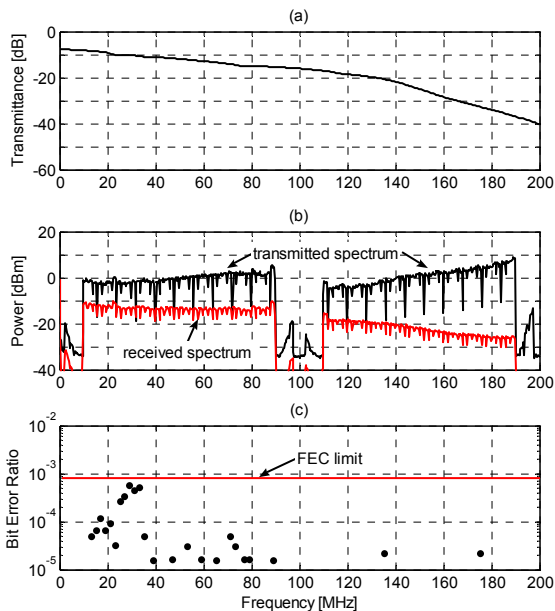 (a)
Transmittance [dB]
0
-20
-40
-60
0 20 40 60 80 100 120 140 160 180 200
(b)
Power [dBm]
20
0
-20
-40
transmitted spectrum
received spectrum
0 20 40 60 80 100 120 140 160 180 200
(c)
Bit Error Ratio
10-2
10-3
10-4
10-5
FEC limit
0 20 40 60 80 100 120 140 160 180 200
Frequency [MHz]